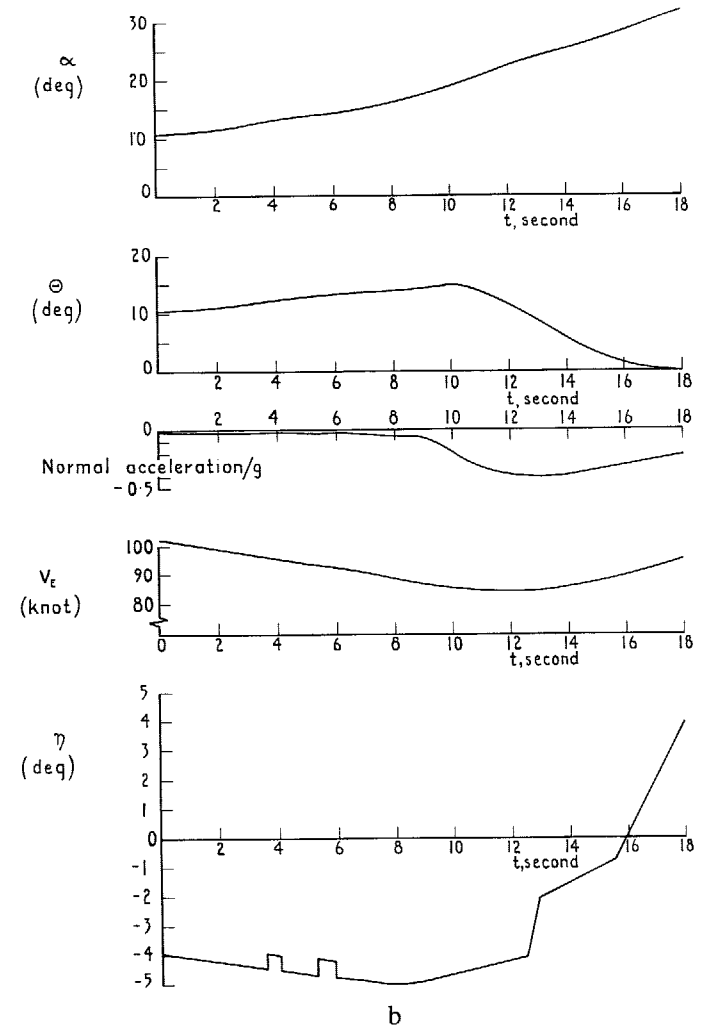 30
α
(deg)
20
10
0
2 4 6 8 10 12 14 16 18
t, second
20
Θ
(deg)
10
0
2 4 6 8 10 12 14 16 18
t, second
2 4 6 8 10 12 14 16 18
0
Normal acceleration/g
-0·5
100
V_E
90
(knot)
80
0 2 4 6 8 10 12 14 16 18
t, second
5
4
η
3
(deg)
2
1
0
2 4 6 8 10 12 14 16 18
t, second
-1
-2
-3
-4
-5
b